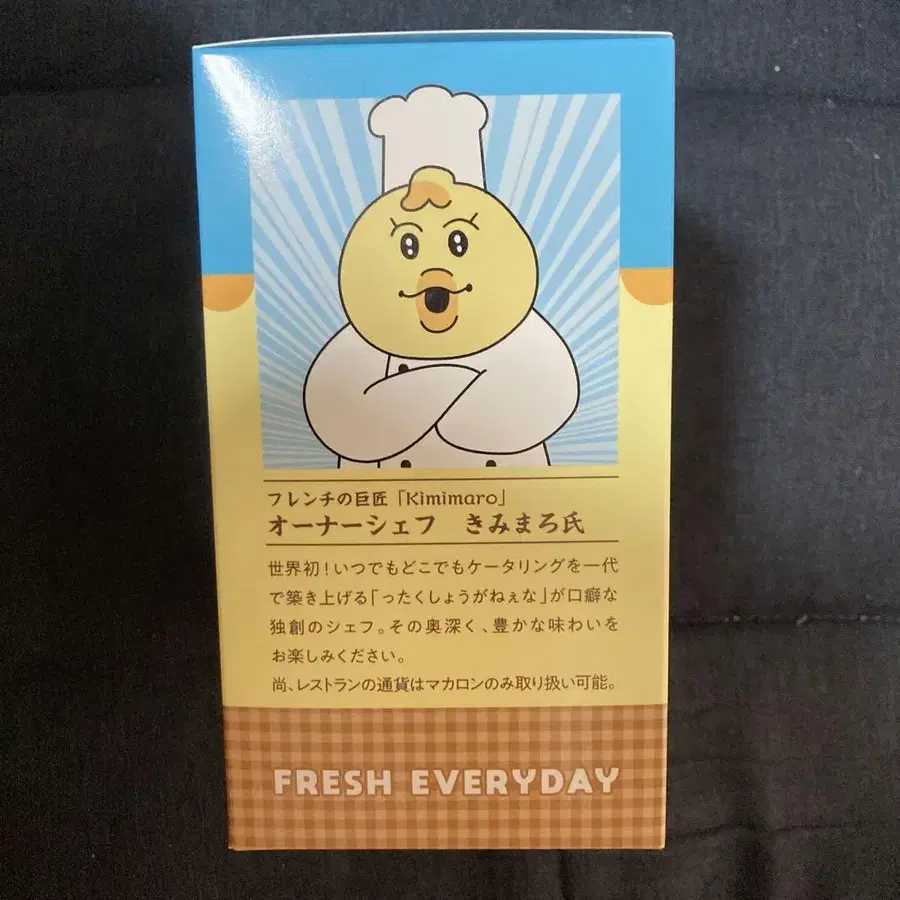 フレンチの巨匠「Kimimaro」
オーナーシェフ　きみまろ氏
世界初！いつでもどこでもケータリングを一代
で築き上げる「ったくしょうがねぇな」が口癖な
独創のシェフ。その奥深く、豊かな味わいを
お楽しみください。
尚、レストランの通貨はマカロンのみ取り扱い可能。
FRESH EVERYDAY